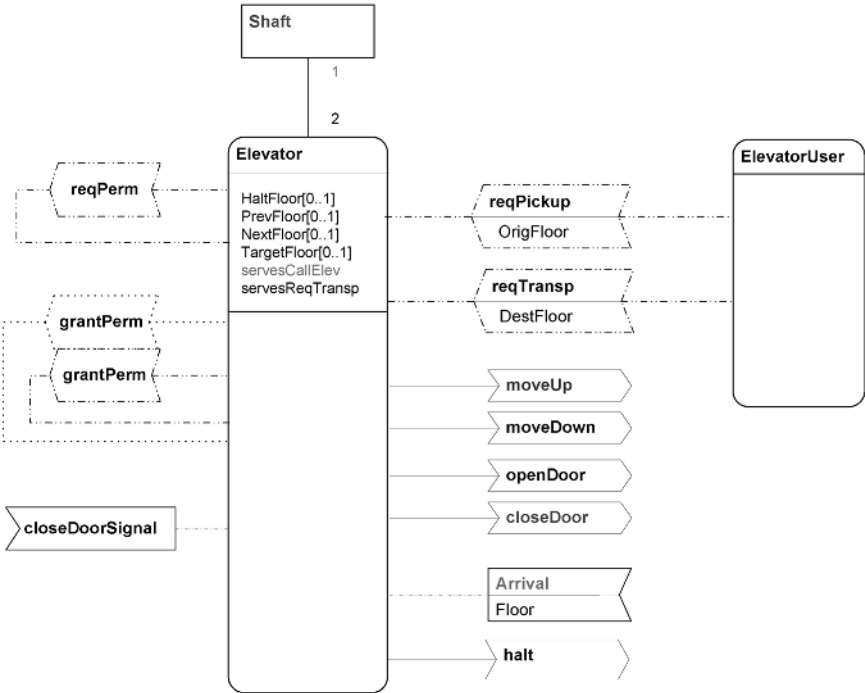 Shaft
1
2
Elevator
HaltFloor[0..1]
PrevFloor[0..1]
NextFloor[0..1]
TargetFloor[0..1]
servesCallElev
servesReqTransp
reqPerm
grantPerm
grantPerm
closeDoorSignal
reqPickup
OrigFloor
reqTransp
DestFloor
moveUp
moveDown
openDoor
closeDoor
Arrival
Floor
halt
ElevatorUser